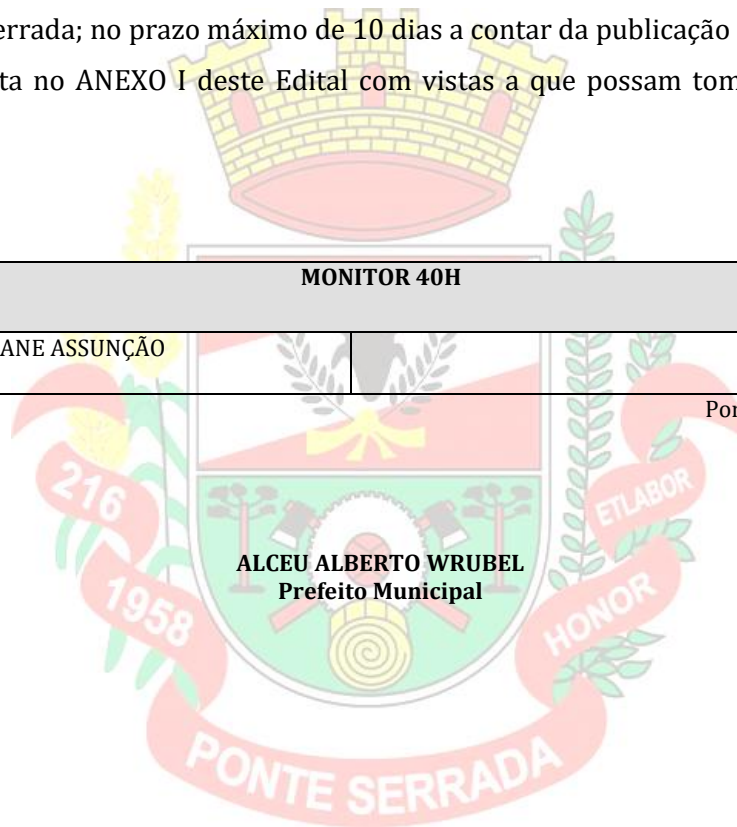 errada; no prazo máximo de 10 dias a contar da publicação
ta no ANEXO I deste Edital com vistas a que possam tom
MONITOR 40H
ANE ASSUNÇÃO
Por
216
1958
ETLABOR
HONOR
ALCEU ALBERTO WRUBEL
Prefeito Municipal
PONTE SERRADA